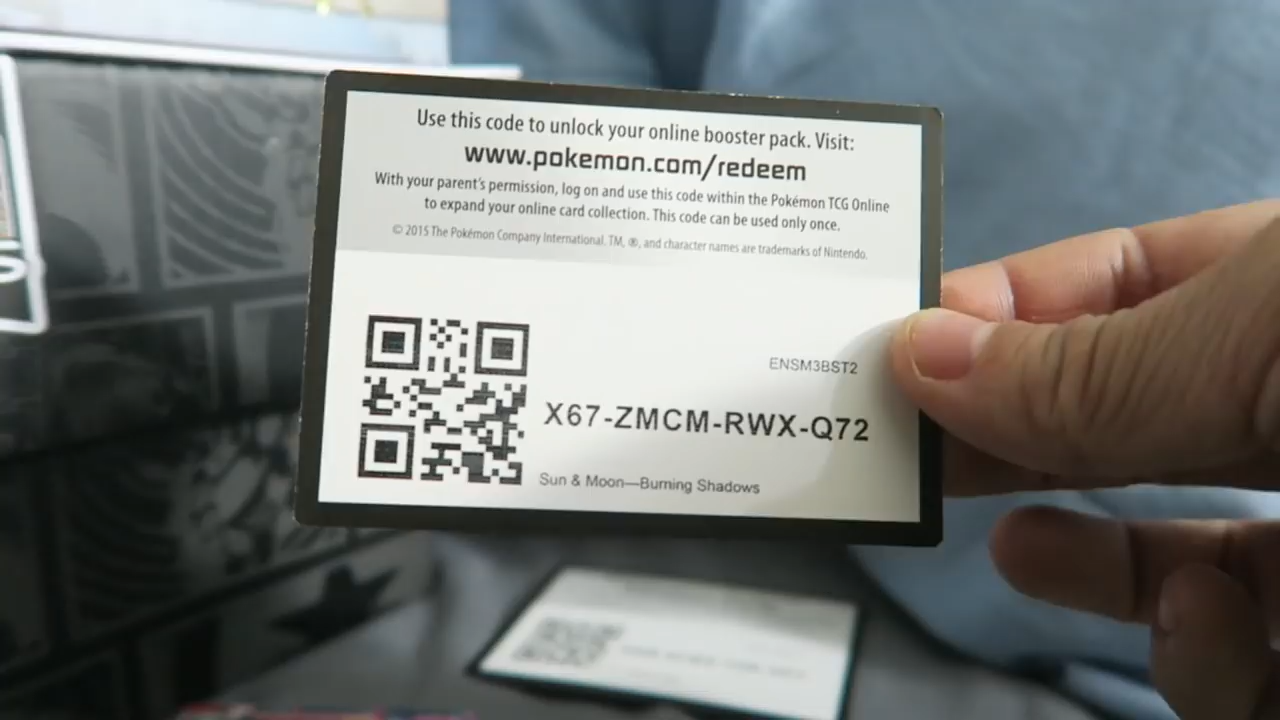 Use this code to unlock your online booster pack. Visit:
www.pokemon.com/redeem
With your parent's permission, log on and use this code within the Pokémon TCG Online
to expand your online card collection. This code can be used only once.
© 2015 The Pokémon Company International. TM, ®, and character names are trademarks of Nintendo.
ENSM3BST2
X67-ZMCM-RWX-Q72
Sun & Moon—Burning Shadows